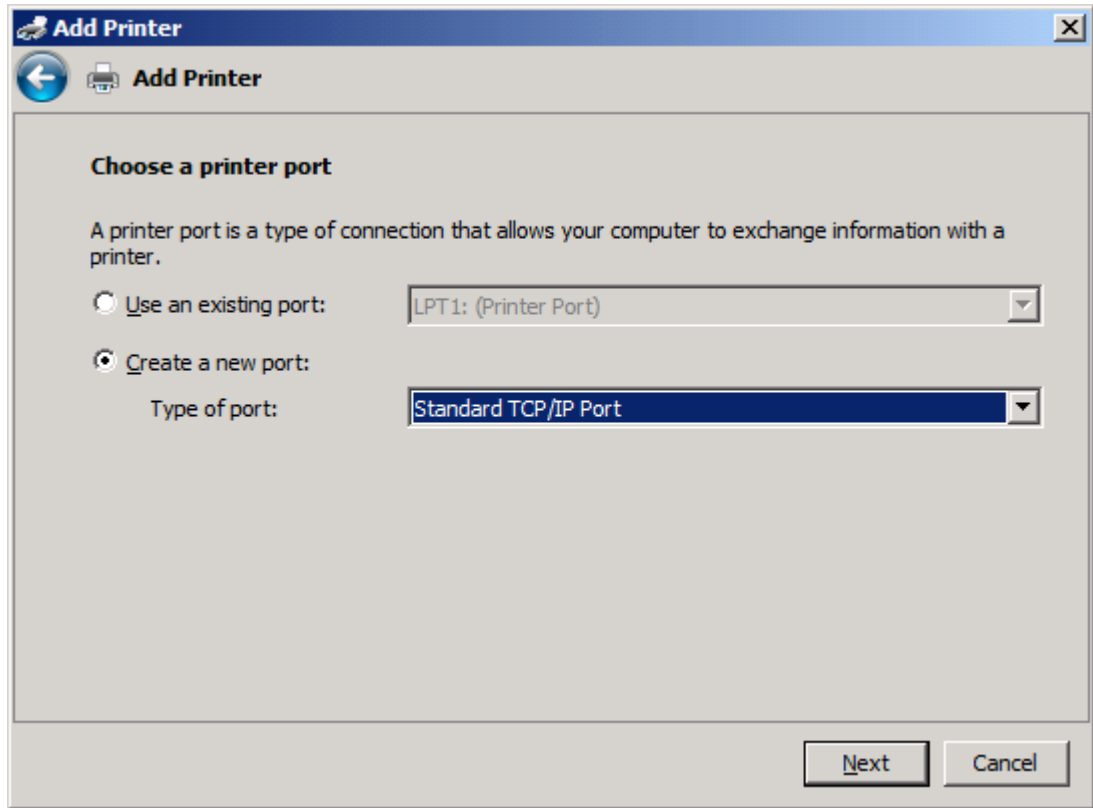 Add Printer
Add Printer
Choose a printer port
A printer port is a type of connection that allows your computer to exchange information with a
printer.
Use an existing port: LPT1: (Printer Port)
Create a new port:
Type of port: Standard TCP/IP Port
Next Cancel